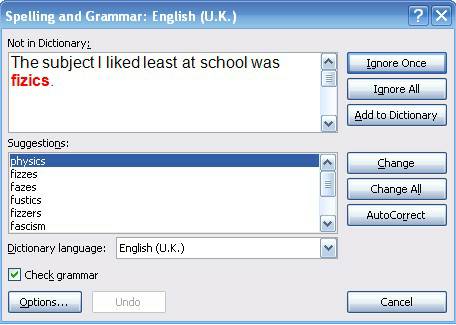 Spelling and Grammar: English (U.K.)
Not in Dictionary:
The subject I liked least at school was
fizics.
Ignore Once
Ignore All
Add to Dictionary
Suggestions:
physics
fizzes
fazes
fustics
fizzers
fascism
Change
Change All
AutoCorrect
Dictionary language: English (U.K.)
Check grammar
Options... Undo Cancel